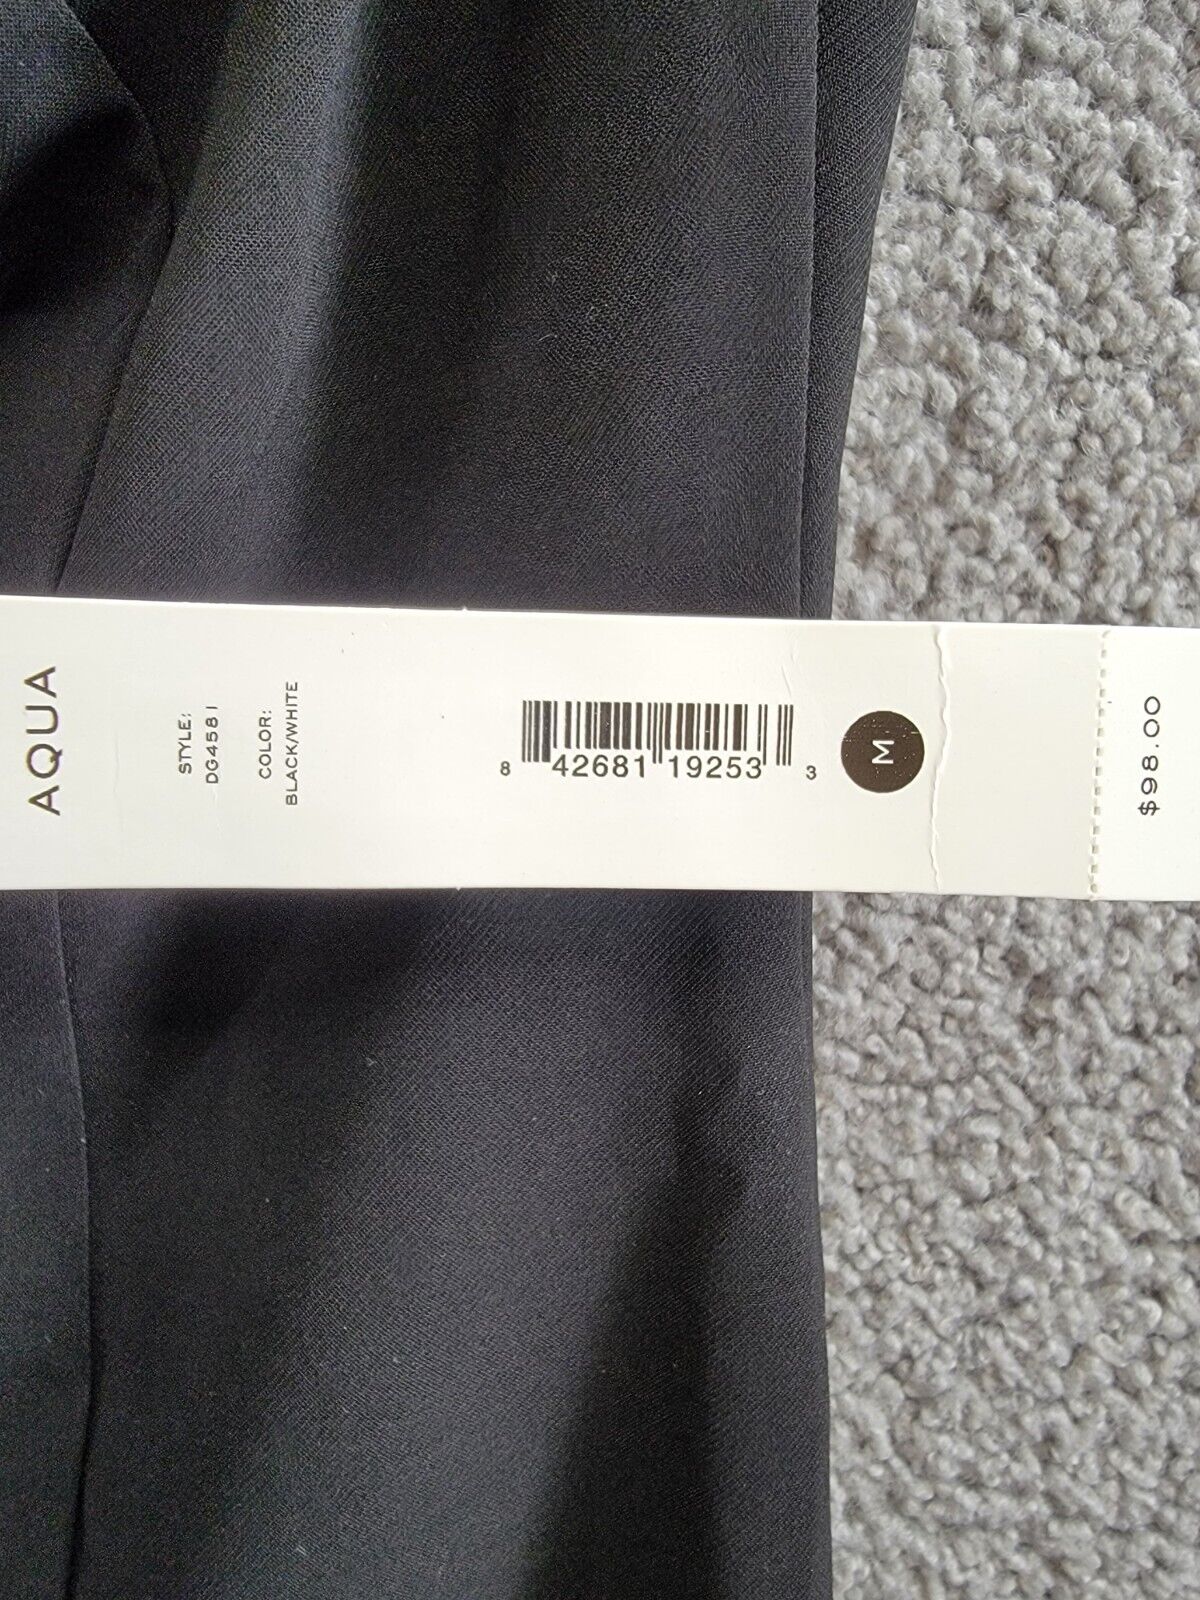 AQUA
STYLE:
DG4581
COLOR:
BLACK/WHITE
8 42681 19253 3
M
$98.00